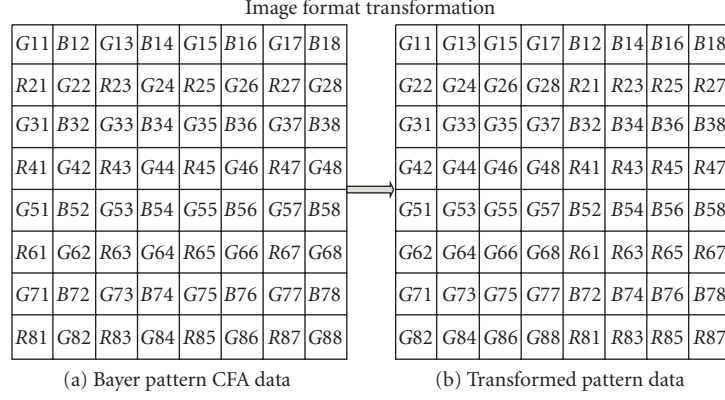 Image format transformation
G11 B12 G13 B14 G15 B16 G17 B18 G11 G13 G15 G17 B12 B14 B16 B18
R21 G22 R23 G24 R25 G26 R27 G28 G22 G24 G26 G28 R21 R23 R25 R27
G31 B32 G33 B34 G35 B36 G37 B38 G31 G33 G35 G37 B32 B34 B36 B38
R41 G42 R43 G44 R45 G46 R47 G48 G42 G44 G46 G48 R41 R43 R45 R47
G51 B52 G53 B54 G55 B56 G57 B58 G51 G53 G55 G57 B52 B54 B56 B58
R61 G62 R63 G64 R65 G66 R67 G68 G62 G64 G66 G68 R61 R63 R65 R67
G71 B72 G73 B74 G75 B76 G77 B78 G71 G73 G75 G77 B72 B74 B76 B78
R81 G82 R83 G84 R85 G86 R87 G88 G82 G84 G86 G88 R81 R83 R85 R87
(a) Bayer pattern CFA data (b) Transformed pattern data